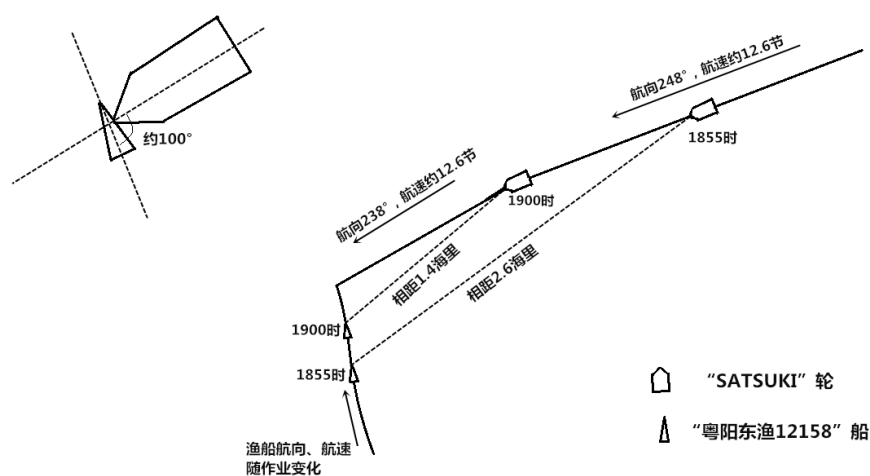 约100°
航向248°，航速约12.6节
1855时
1900时
航向238°，航速约12.6节
相距1.4海里
相距2.6海里
1900时
1855时
渔船航向、航速
随作业变化
“SATSUKI”轮
“粤阳东渔12158”船